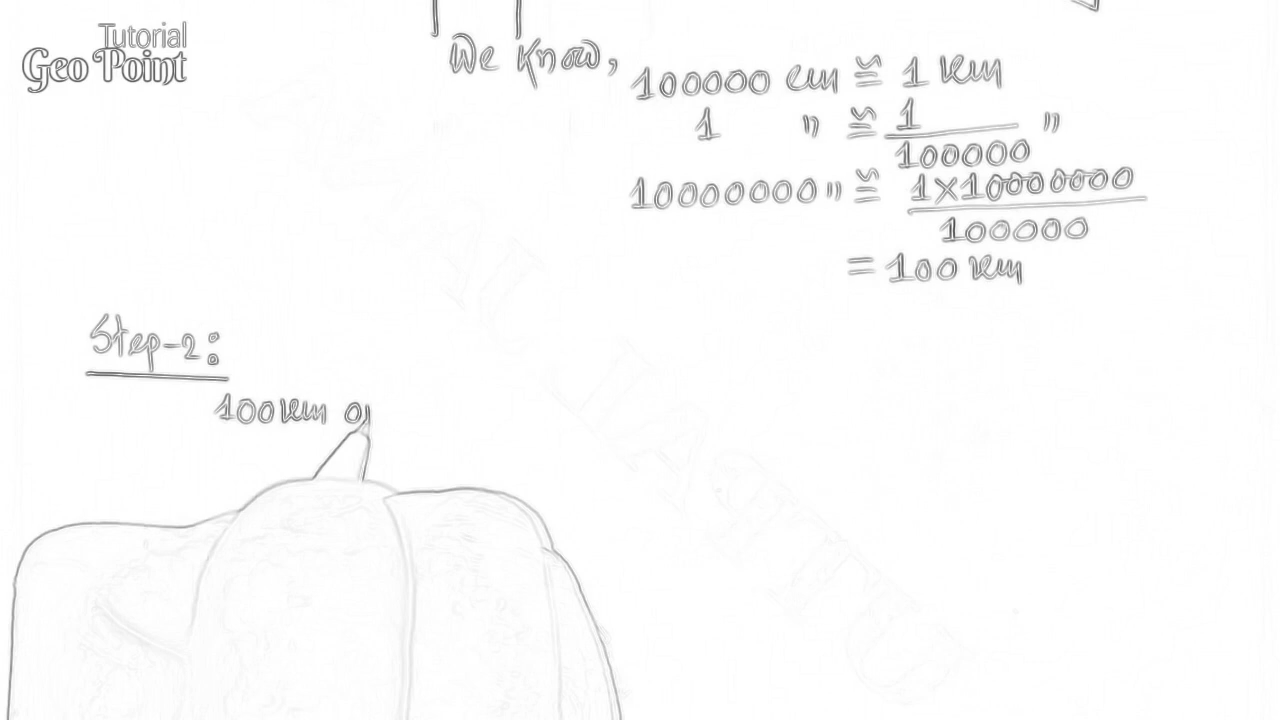 Tutorial
Geo Point
We know,
100000 cm ≅ 1 km
1 " ≅ 1/100000 "
10000000 " ≅ 1×10000000/100000
= 100 km
Step-2:
100 km o